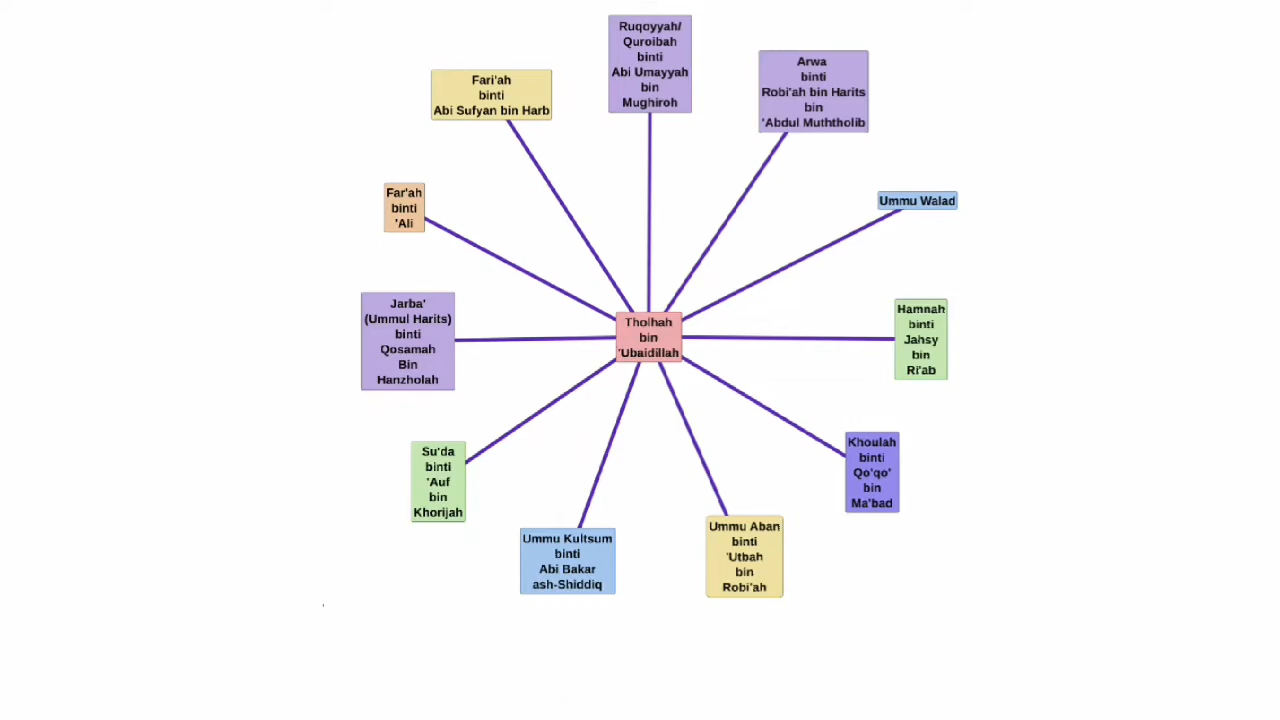 Ruqoyyah/
Quroibah
binti
Abi Umayyah
bin
Mughiroh
Arwa
binti
Robi'ah bin Harits
bin
'Abdul Muththolib
Fari'ah
binti
Abi Sufyan bin Harb
Far'ah
binti
'Ali
Ummu Walad
Jarba'
(Ummul Harits)
binti
Qosamah
Bin
Hanzholah
Tholhah
bin
'Ubaidillah
Hamnah
binti
Jahsy
bin
Ri'ab
Su'da
binti
'Auf
bin
Khorijah
Khoulah
binti
Qo'qo'
bin
Ma'bad
Ummu Kultsum
binti
Abi Bakar
ash-Shiddiq
Ummu Aban
binti
'Utbah
bin
Robi'ah